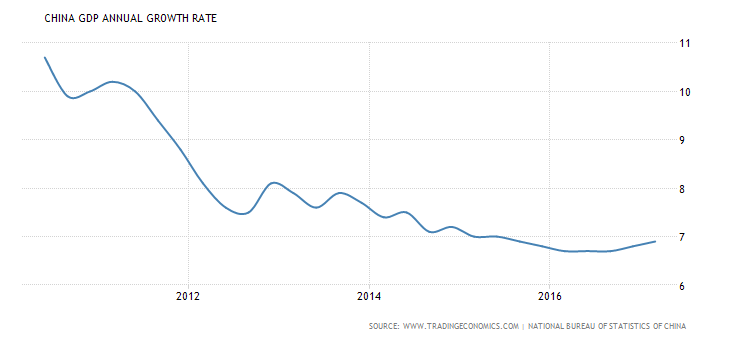 CHINA GDP ANNUAL GROWTH RATE
11
10
9
8
7
6
2012 2014 2016
SOURCE: WWW.TRADINGECONOMICS.COM | NATIONAL BUREAU OF STATISTICS OF CHINA